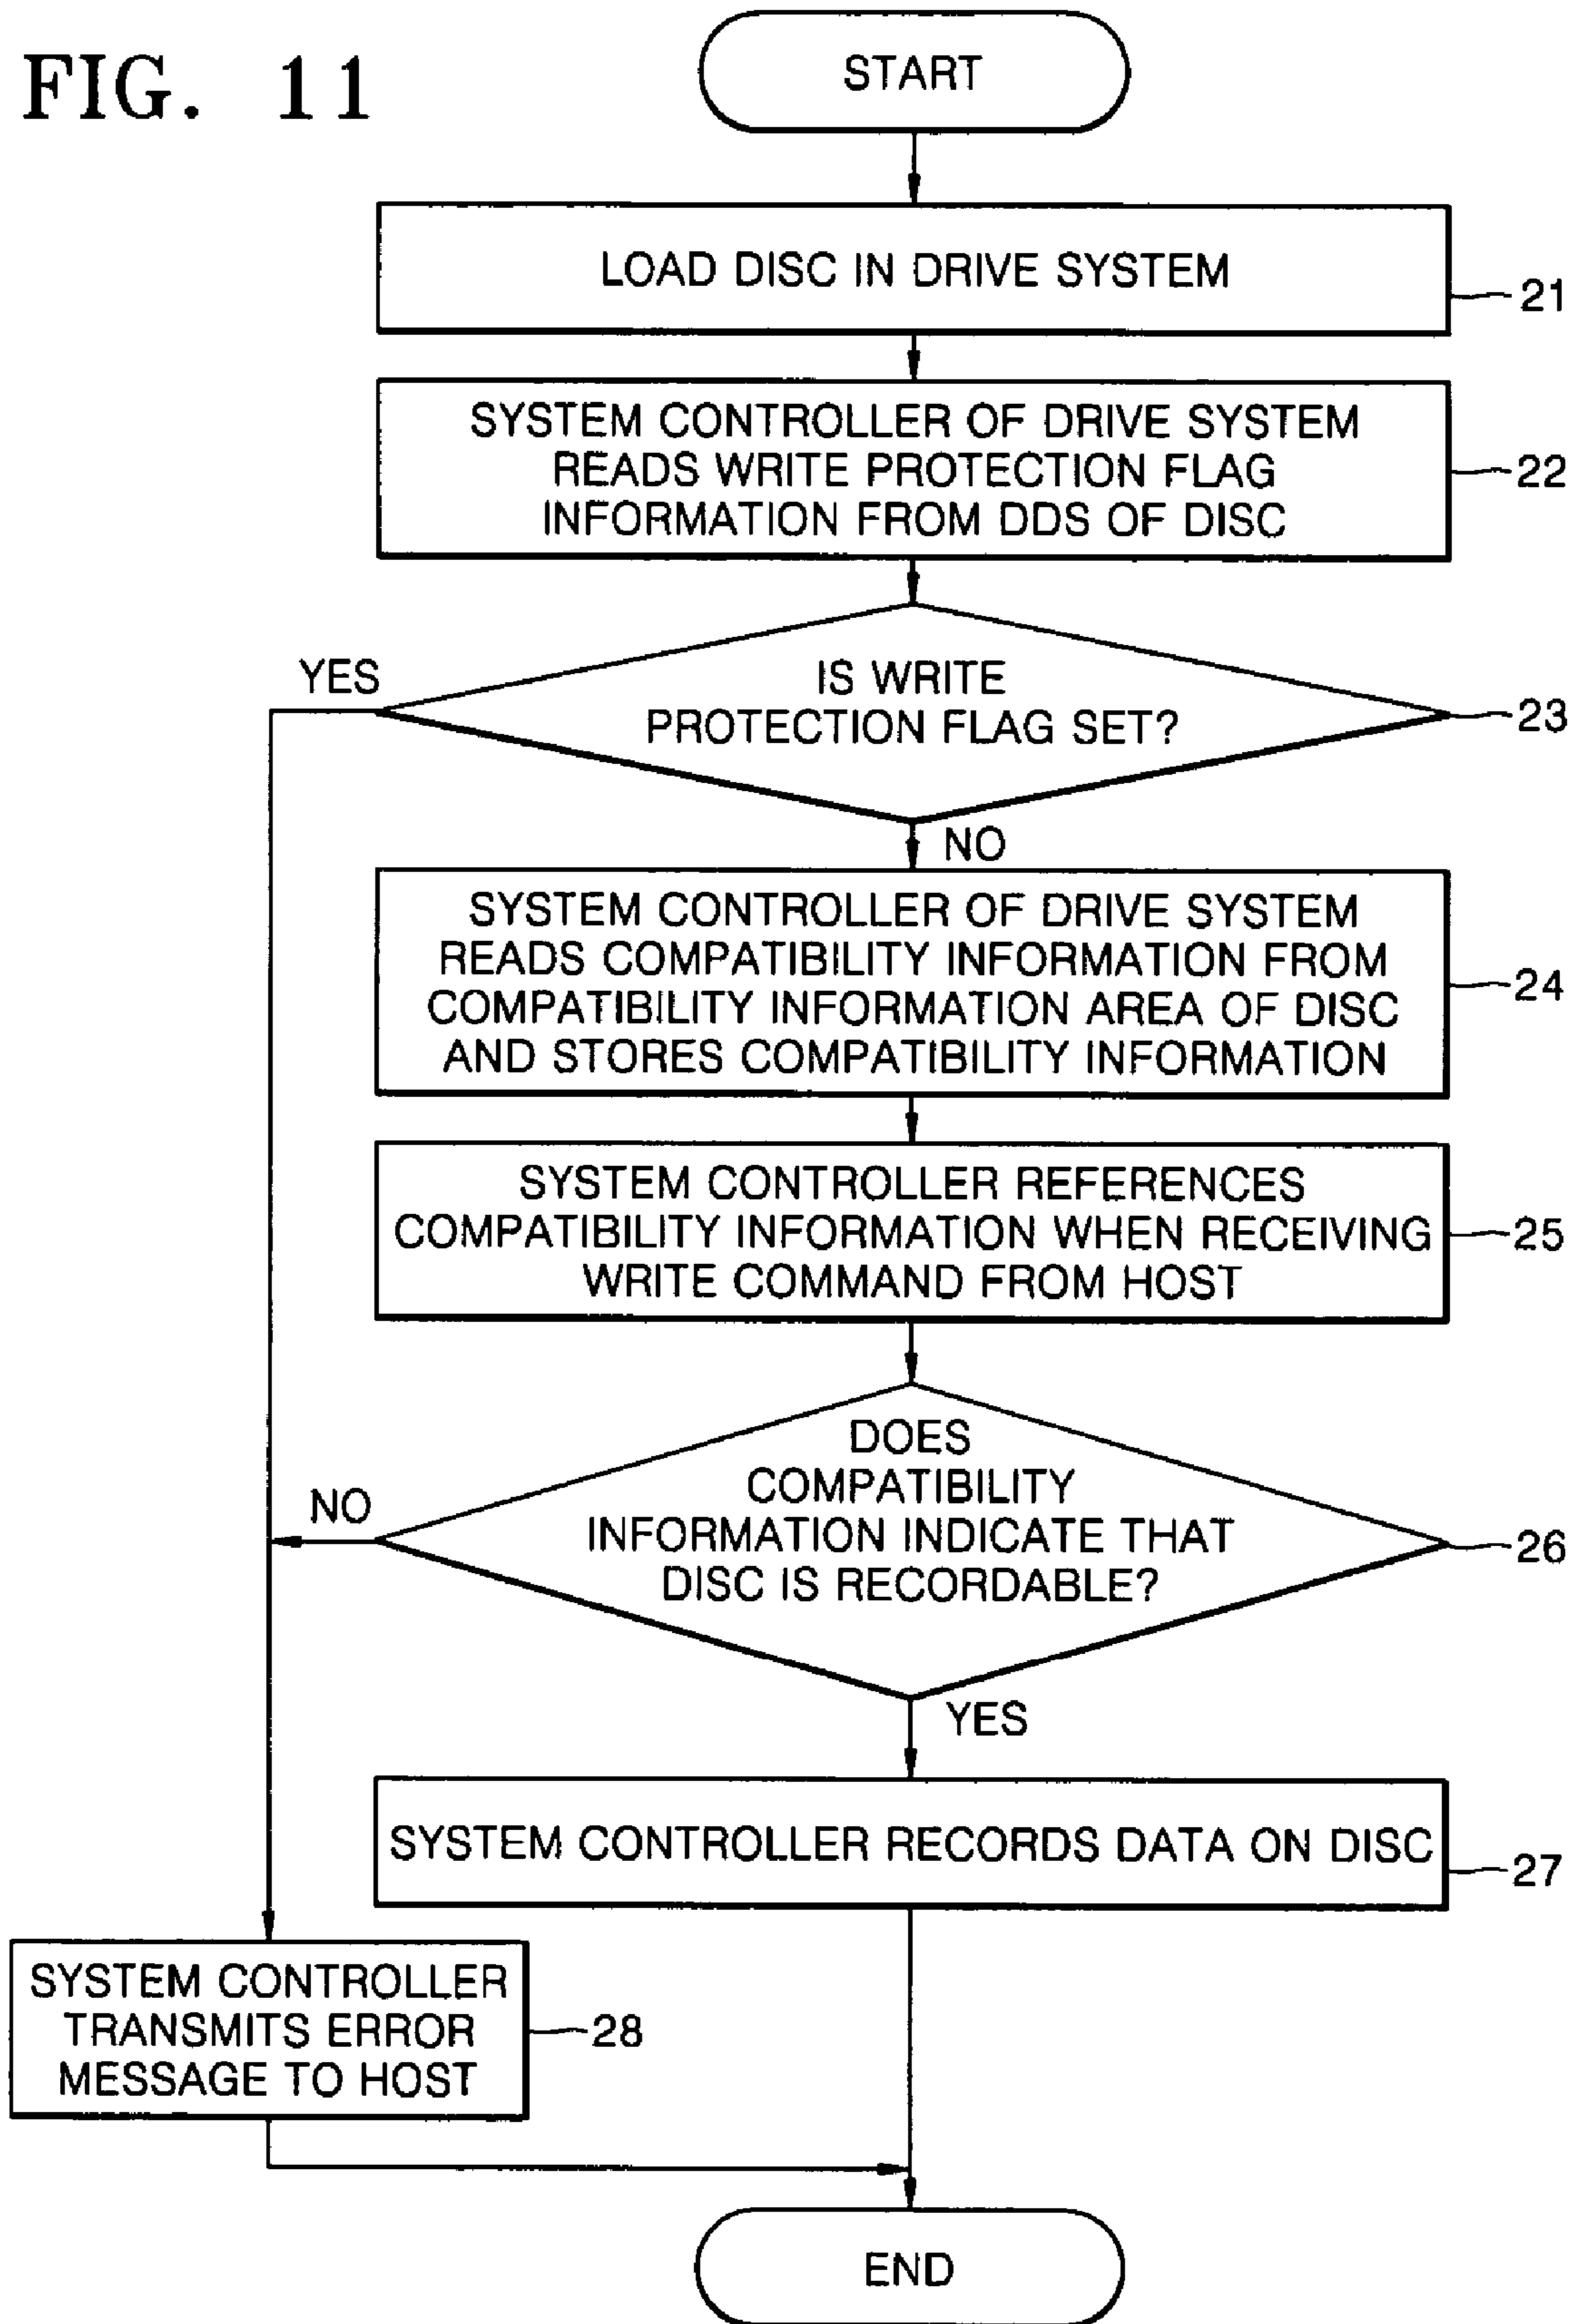 FIG. 11
START
LOAD DISC IN DRIVE SYSTEM
21
SYSTEM CONTROLLER OF DRIVE SYSTEM
READS WRITE PROTECTION FLAG
INFORMATION FROM DDS OF DISC
22
YES
IS WRITE
PROTECTION FLAG SET?
23
NO
SYSTEM CONTROLLER OF DRIVE SYSTEM
READS COMPATIBILITY INFORMATION FROM
COMPATIBILITY INFORMATION AREA OF DISC
AND STORES COMPATIBILITY INFORMATION
24
SYSTEM CONTROLLER REFERENCES
COMPATIBILITY INFORMATION WHEN RECEIVING
WRITE COMMAND FROM HOST
25
NO
DOES
COMPATIBILITY
INFORMATION INDICATE THAT
DISC IS RECORDABLE?
26
YES
SYSTEM CONTROLLER RECORDS DATA ON DISC
27
SYSTEM CONTROLLER
TRANSMITS ERROR
MESSAGE TO HOST
28
END